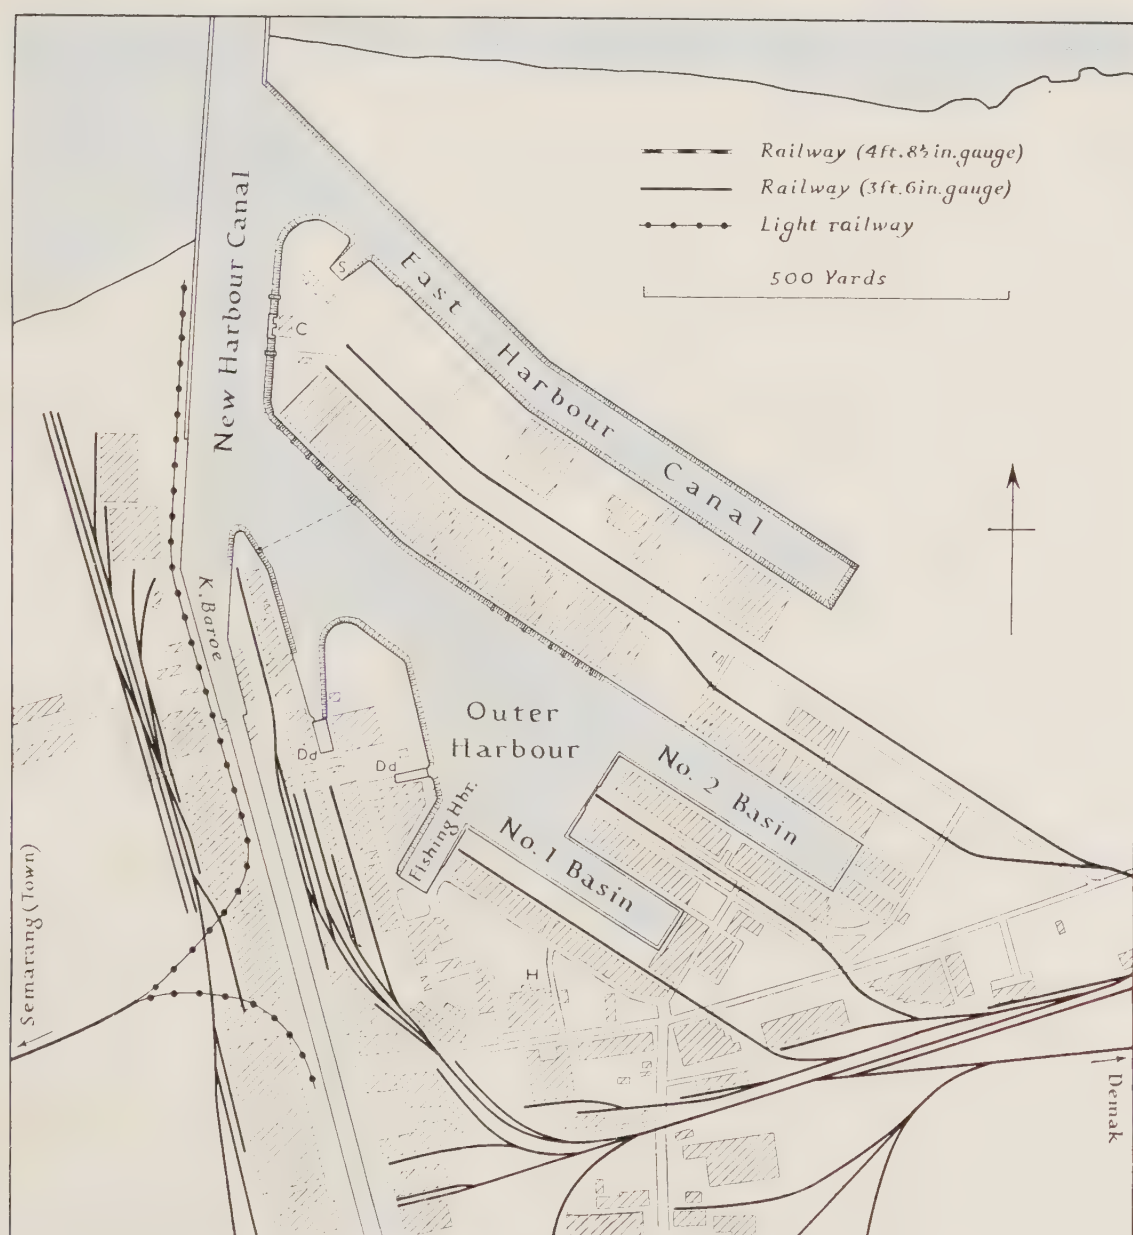 Railway (4ft.8½in.gauge)
Railway (3ft.6in.gauge)
Light railway
500 Yards
New Harbour Canal
East Harbour Canal
S
C
K. Baroe
Outer
Harbour
Dd
Dd
Fishing Hbr.
No. 1 Basin
No. 2 Basin
H
Semarang (Town)
Demak